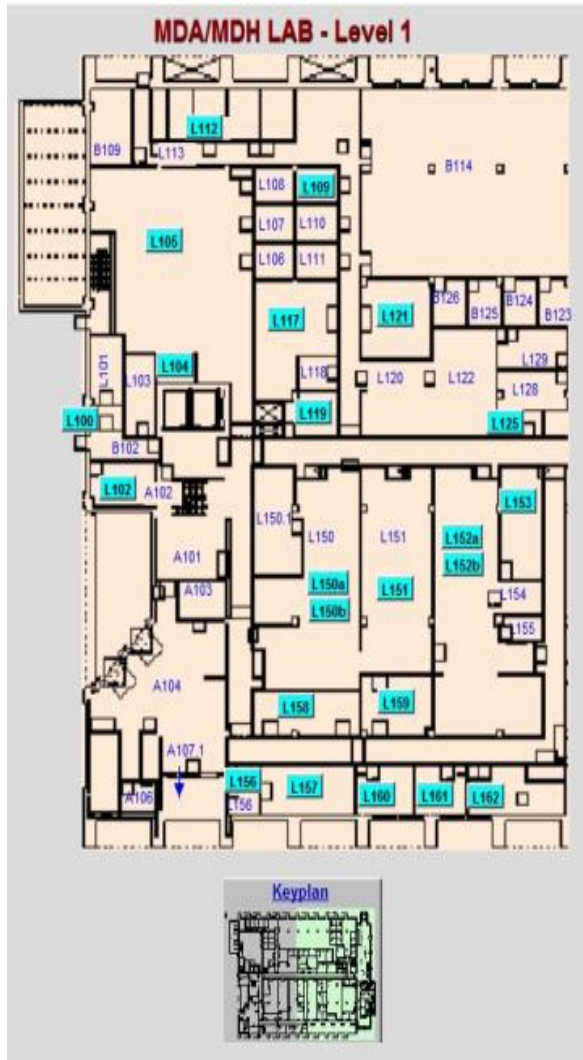 MDA/MDH LAB - Level 1
L112
B109
L113
L108
L109
B114
L107
L110
L105
L106
L111
B126
B125
B124
B123
L117
L121
L101
L103
L104
L118
L120
L122
L129
L128
L100
L119
L125
B102
L102
A102
L150.1
L150
L151
L153
L152a
L152b
A101
A103
L150a
L150b
L151
L154
L155
A104
L158
L159
A107.1
A106
L156
L156
L157
L160
L161
L162
Keyplan